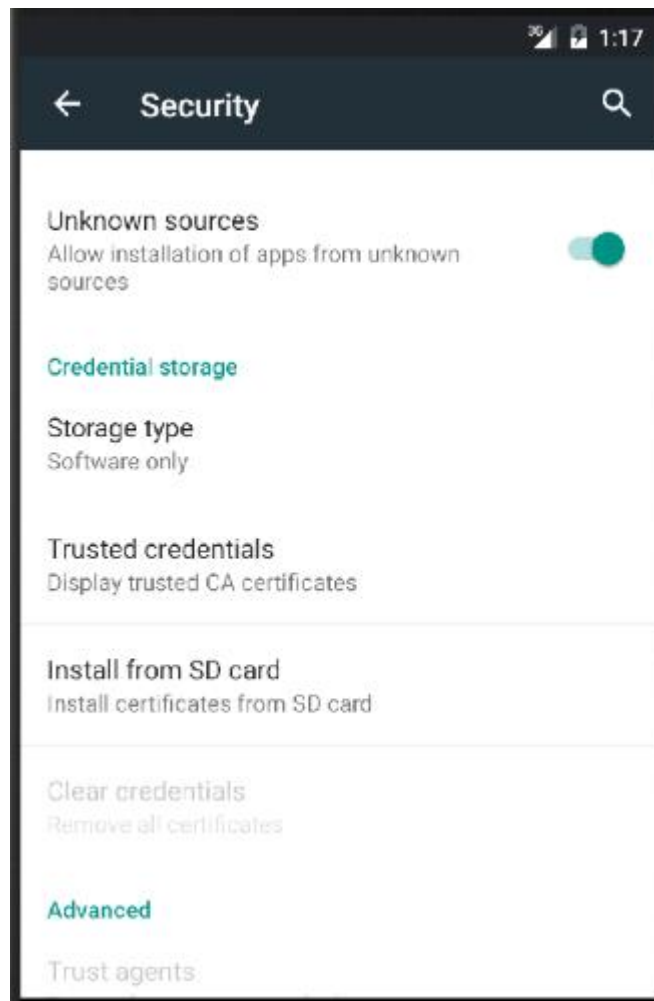 3G 1:17
Security
Unknown sources
Allow installation of apps from unknown
sources
Credential storage
Storage type
Software only
Trusted credentials
Display trusted CA certificates
Install from SD card
Install certificates from SD card
Clear credentials
Remove all certificates
Advanced
Trust agents